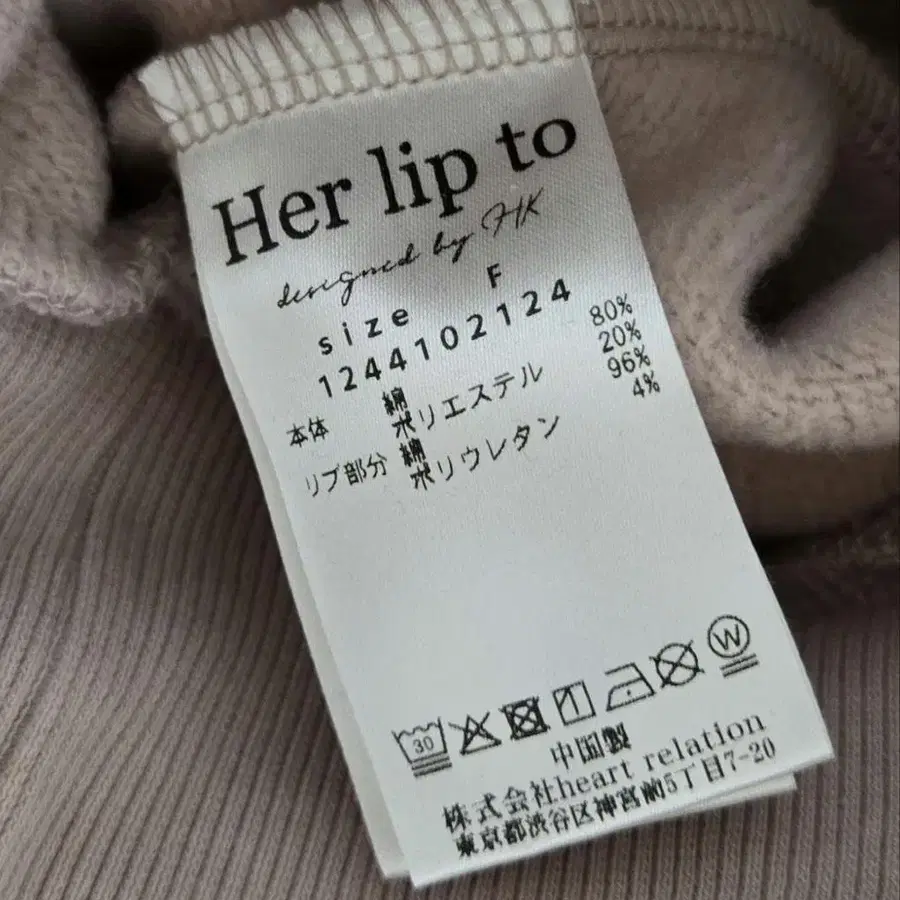 Her lip to
designed by HK
size F
1244102124
本体 綿 80%
ポリエステル 20%
リブ部分 綿 96%
ポリウレタン 4%
30
W
中国製
株式会社heart relation
東京都渋谷区神宮前5丁目7-20